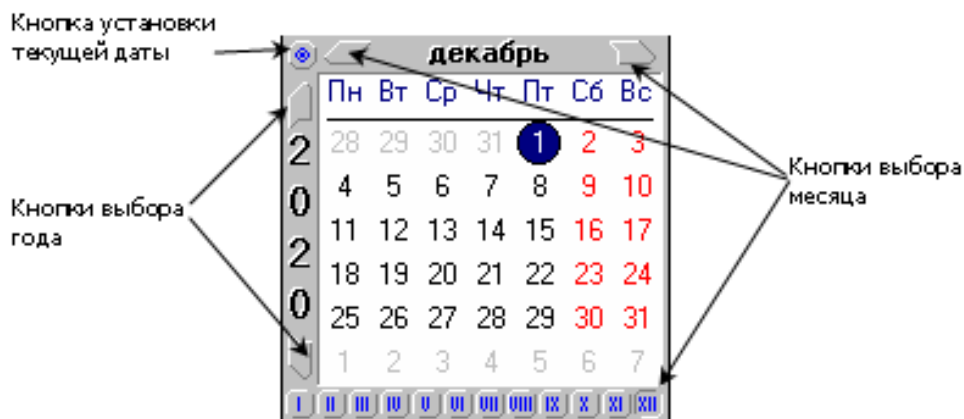 Кнопка установки
текущей даты
декабрь
Пн Вт Ср Чт Пт Сб Вс
28 29 30 31 1 2 3
4 5 6 7 8 9 10
11 12 13 14 15 16 17
18 19 20 21 22 23 24
25 26 27 28 29 30 31
1 2 3 4 5 6 7
2
0
2
0
Кнопки выбора
года
Кнопки выбора
месяца
I II III IV V VI VII VIII IX X XI XII